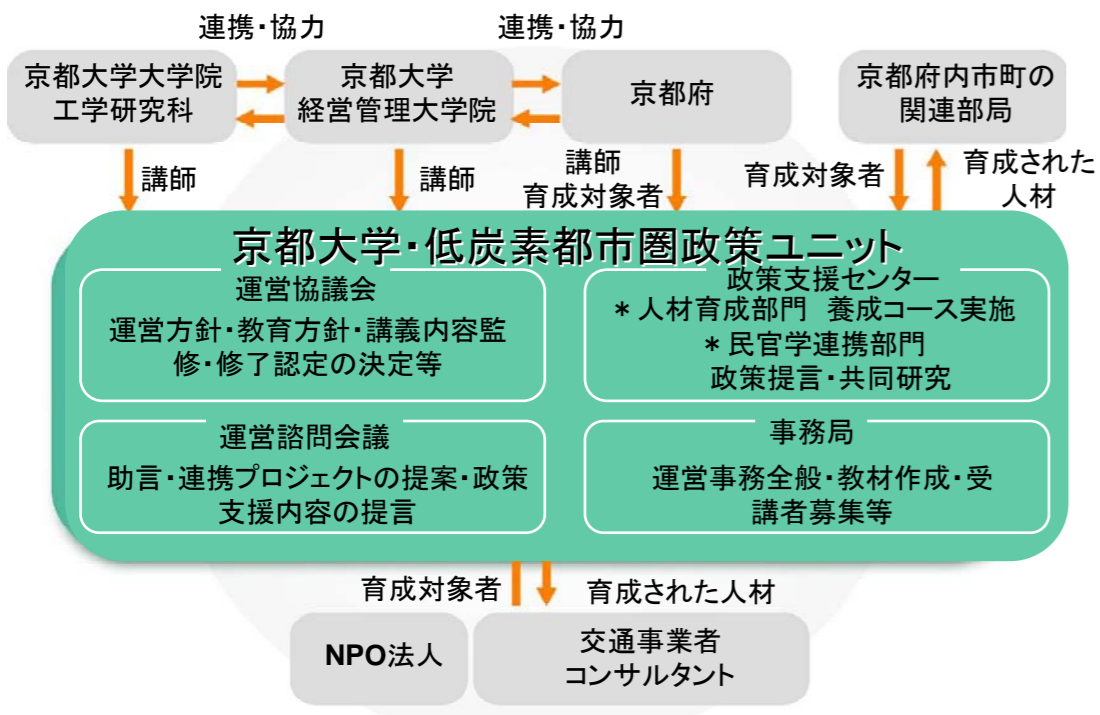 連携・協力
連携・協力
京都大学大学院
工学研究科
京都大学
経営管理大学院
京都府
京都府内市町の
関連部局
講師
講師
講師
育成対象者
育成対象者
育成された
人材
京都大学・低炭素都市圏政策ユニット
運営協議会
運営方針・教育方針・講義内容監
修・修了認定の決定等
政策支援センター
＊人材育成部門 養成コース実施
＊民官学連携部門
政策提言・共同研究
運営諮問会議
助言・連携プロジェクトの提案・政策
支援内容の提言
事務局
運営事務全般・教材作成・受
講者募集等
育成対象者
育成された人材
NPO法人
交通事業者
コンサルタント